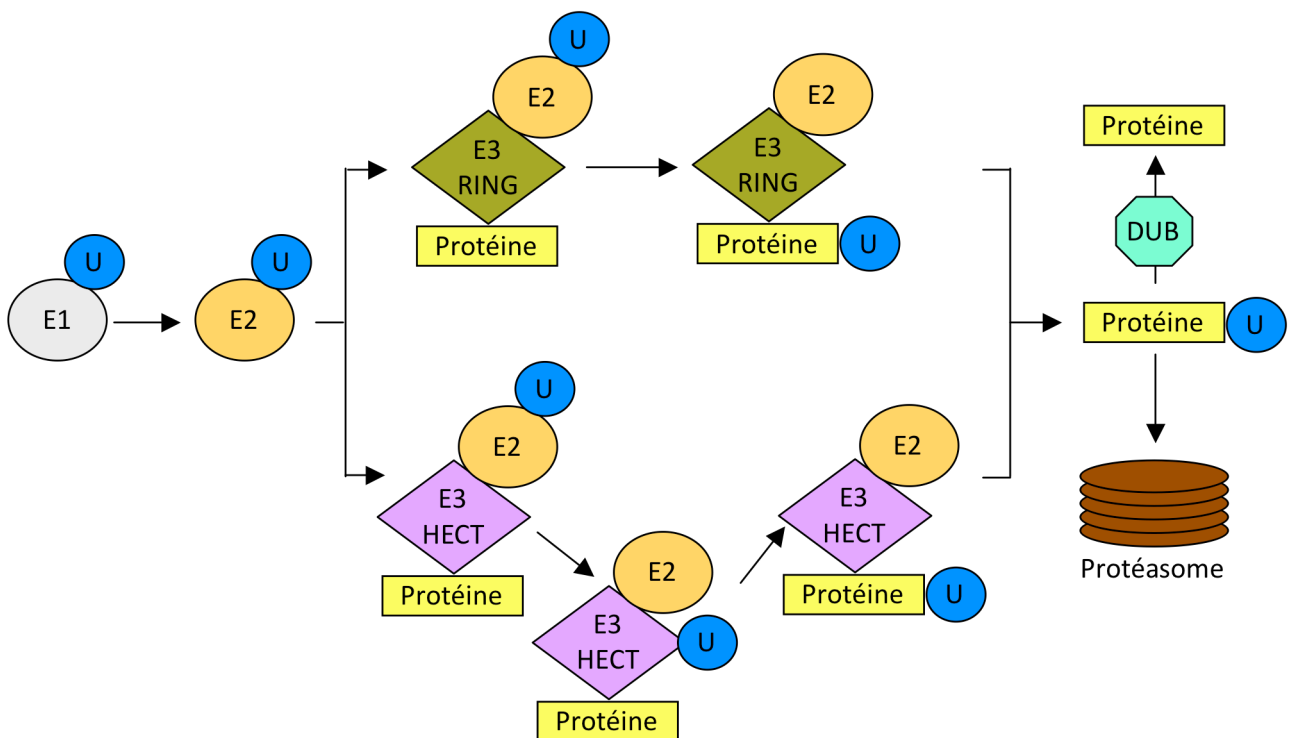 U
E1
U
E2
U
E2
E3
RING
Protéine
E2
E3
RING
Protéine
U
U
E2
E3
HECT
Protéine
E2
E3
HECT
U
Protéine
E2
E3
HECT
Protéine
U
Protéine
DUB
Protéine
U
Protéasome